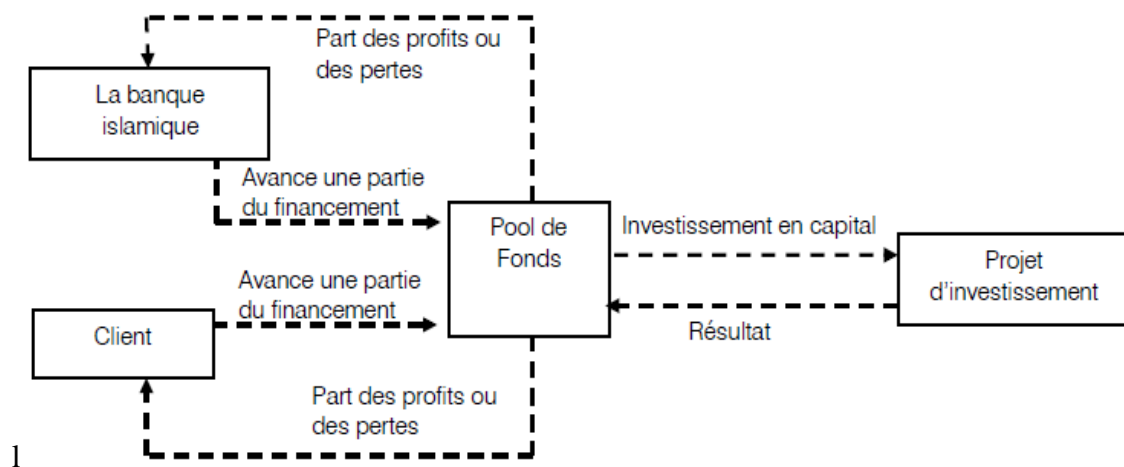 Part des profits ou
des pertes
La banque
islamique
Avance une partie
du financement
Pool de
Fonds
Investissement en capital
Projet
d'investissement
Avance une partie
du financement
Client
Résultat
Part des profits ou
des pertes
l